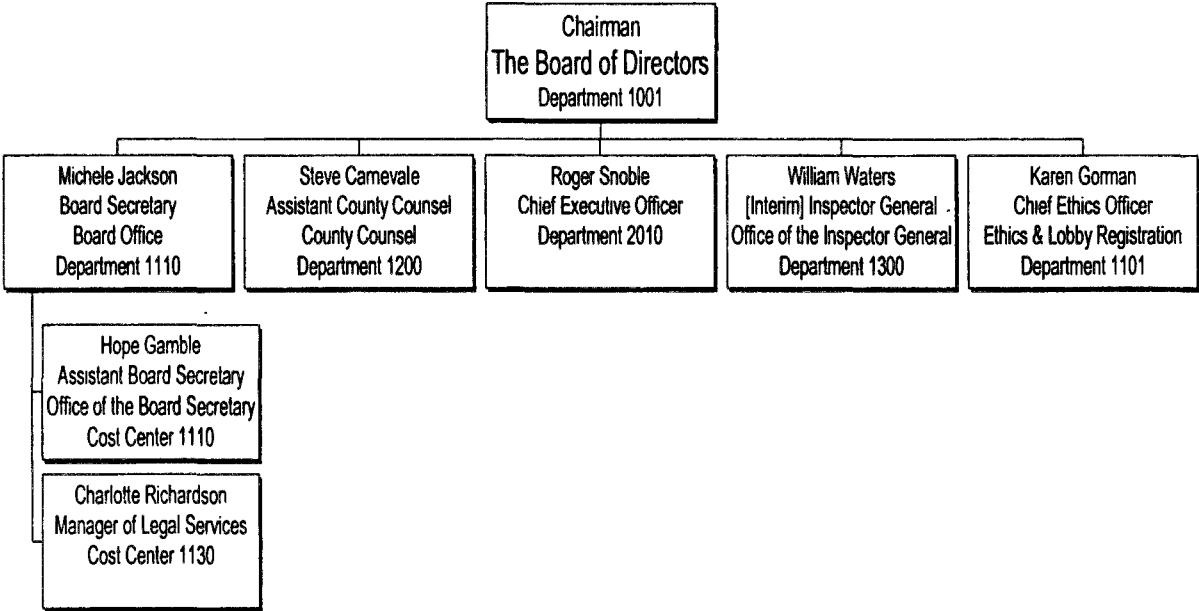 Chairman
The Board of Directors
Department 1001
Michele Jackson
Board Secretary
Board Office
Department 1110
Steve Carnevale
Assistant County Counsel
County Counsel
Department 1200
Roger Snoble
Chief Executive Officer
Department 2010
William Waters
[Interim] Inspector General
Office of the Inspector General
Department 1300
Karen Gorman
Chief Ethics Officer
Ethics & Lobby Registration
Department 1101
Hope Gamble
Assistant Board Secretary
Office of the Board Secretary
Cost Center 1110
Charlotte Richardson
Manager of Legal Services
Cost Center 1130